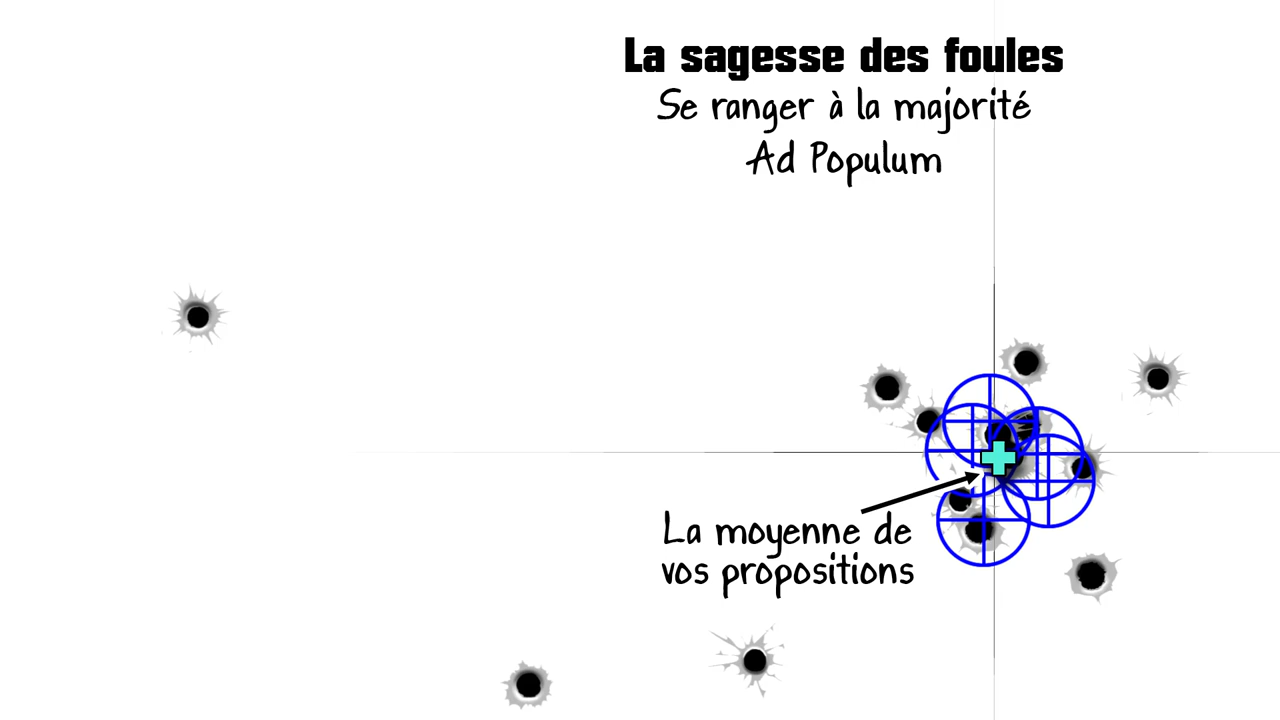 La sagesse des foules
Se ranger à la majorité
Ad Populum
La moyenne de
vos propositions